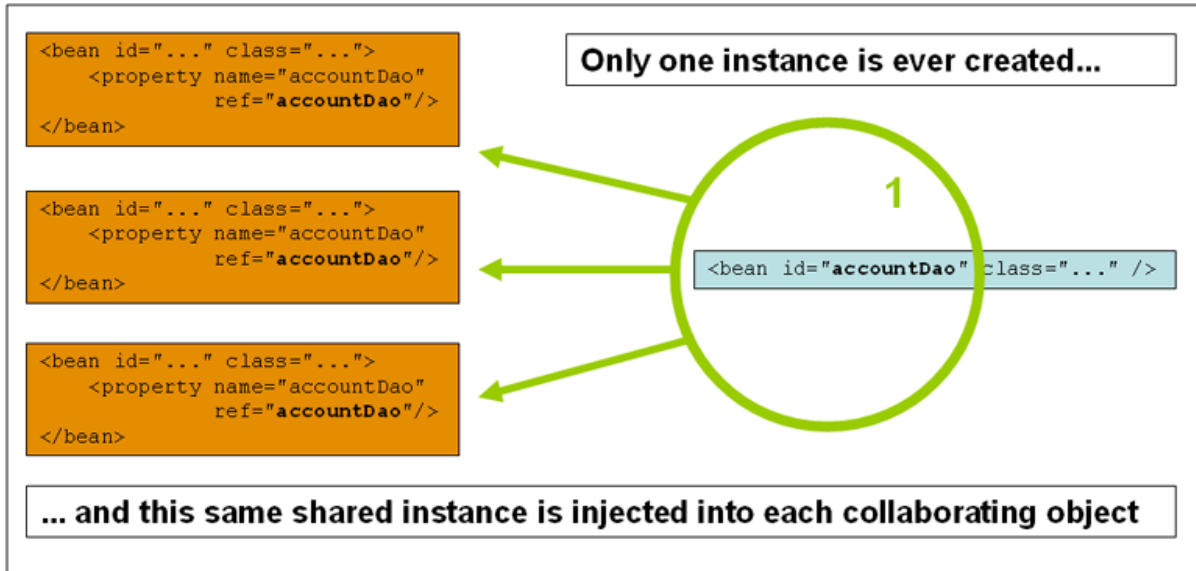 <bean id="..." class="...">
<property name="accountDao"
ref="accountDao"/>
</bean>
Only one instance is ever created...
<bean id="..." class="...">
<property name="accountDao"
ref="accountDao"/>
</bean>
1
<bean id="accountDao" class="..." />
<bean id="..." class="...">
<property name="accountDao"
ref="accountDao"/>
</bean>
... and this same shared instance is injected into each collaborating object